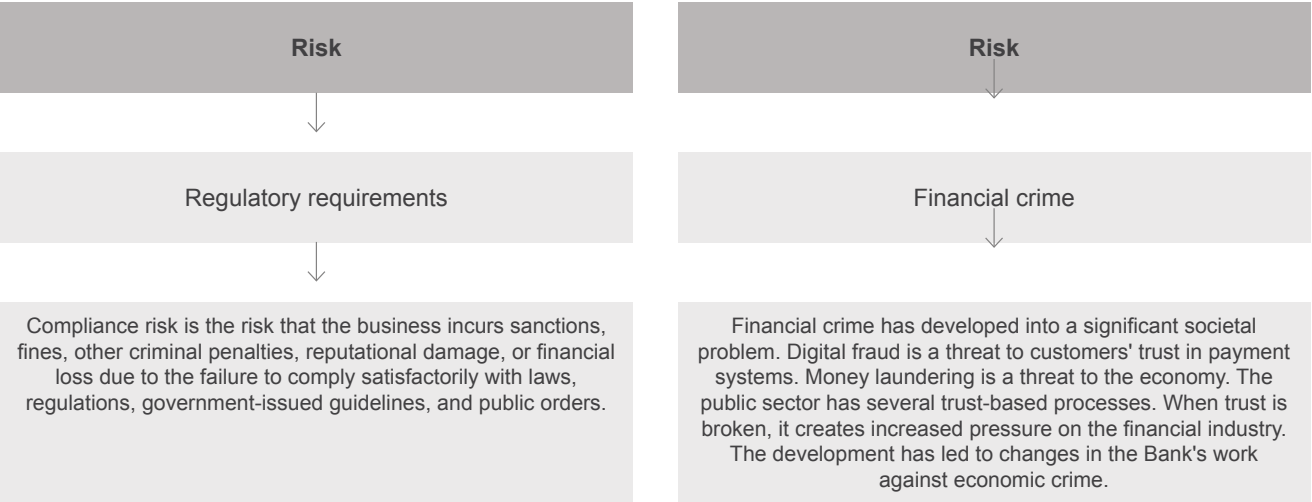 Risk
Regulatory requirements
Compliance risk is the risk that the business incurs sanctions,
fines, other criminal penalties, reputational damage, or financial
loss due to the failure to comply satisfactorily with laws,
regulations, government-issued guidelines, and public orders.
Risk
Financial crime
Financial crime has developed into a significant societal
problem. Digital fraud is a threat to customers' trust in payment
systems. Money laundering is a threat to the economy. The
public sector has several trust-based processes. When trust is
broken, it creates increased pressure on the financial industry.
The development has led to changes in the Bank's work
against economic crime.